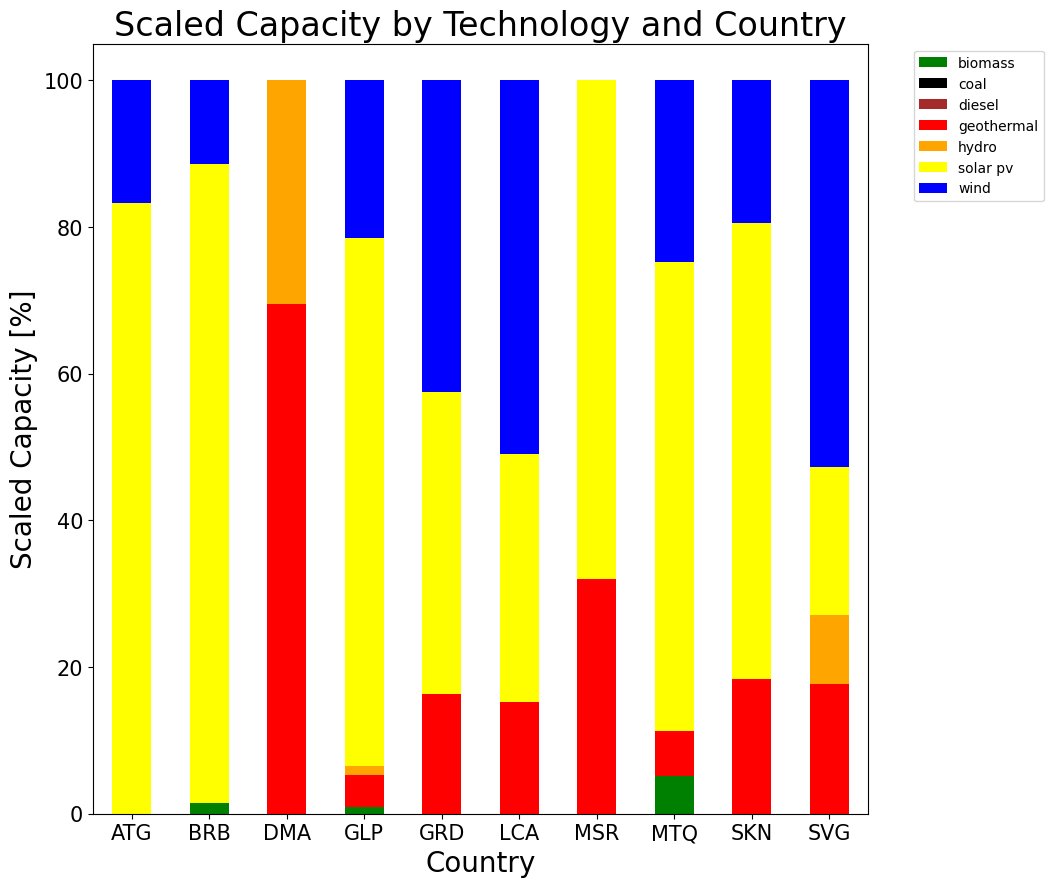 Scaled Capacity by Technology and Country
100
80
60
40
20
0
Scaled Capacity [%]
ATG BRB DMA GLP GRD LCA MSR MTQ SKN SVG
Country
biomass
coal
diesel
geothermal
hydro
solar pv
wind